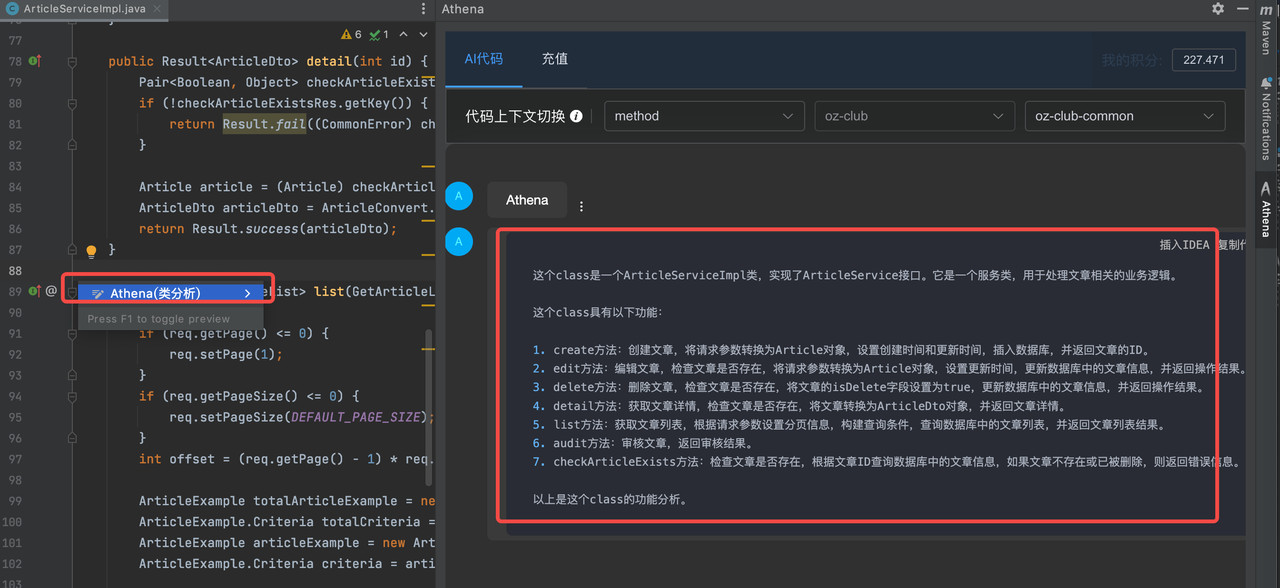 ArticleServiceImpl.java
Athena
77
6
1
78
public Result<ArticleDto> detail(int id) {
79
Pair<Boolean, Object> checkArticleExist
80
if (!checkArticleExistsRes.getKey()) {
81
return Result.fail((CommonError) ch
82
}
83
84
Article article = (Article) checkArticl
85
ArticleDto articleDto = ArticleConvert.
86
return Result.success(articleDto);
87
}
88
89
@
Athena(类分析)
List> list(GetArticleL
Press F1 to toggle preview
90
91
if (req.getPage() <= 0) {
92
req.setPage(1);
93
}
94
if (req.getPageSize() <= 0) {
95
req.setPageSize(DEFAULT_PAGE_SIZE);
96
}
97
int offset = (req.getPage() - 1) * req.
98
99
ArticleExample totalArticleExample = ne
100
ArticleExample.Criteria totalCriteria =
101
ArticleExample articleExample = new Art
102
ArticleExample.Criteria criteria = arti
103
AI代码
充值
我的积分:
227.471
代码上下文切换
method
oz-club
oz-club-common
A
Athena
A
插入IDEA
复制代
这个class是一个ArticleServiceImpl类，实现了ArticleService接口。它是一个服务类，用于处理文章相关的业务逻辑。
这个class具有以下功能：
1. create方法：创建文章，将请求参数转换为Article对象，设置创建时间和更新时间，插入数据库，并返回文章的ID。
2. edit方法：编辑文章，检查文章是否存在，将请求参数转换为Article对象，设置更新时间，更新数据库中的文章信息，并返回操作结果。
3. delete方法：删除文章，检查文章是否存在，将文章的isDelete字段设置为true，更新数据库中的文章信息，并返回操作结果。
4. detail方法：获取文章详情，检查文章是否存在，将文章转换为ArticleDto对象，并返回文章详情。
5. list方法：获取文章列表，根据请求参数设置分页信息，构建查询条件，查询数据库中的文章列表，并返回文章列表结果。
6. audit方法：审核文章，返回审核结果。
7. checkArticleExists方法：检查文章是否存在，根据文章ID查询数据库中的文章信息，如果文章不存在或已被删除，则返回错误信息。
以上是这个class的功能分析。
m
Maven
Notifications
A
Athena